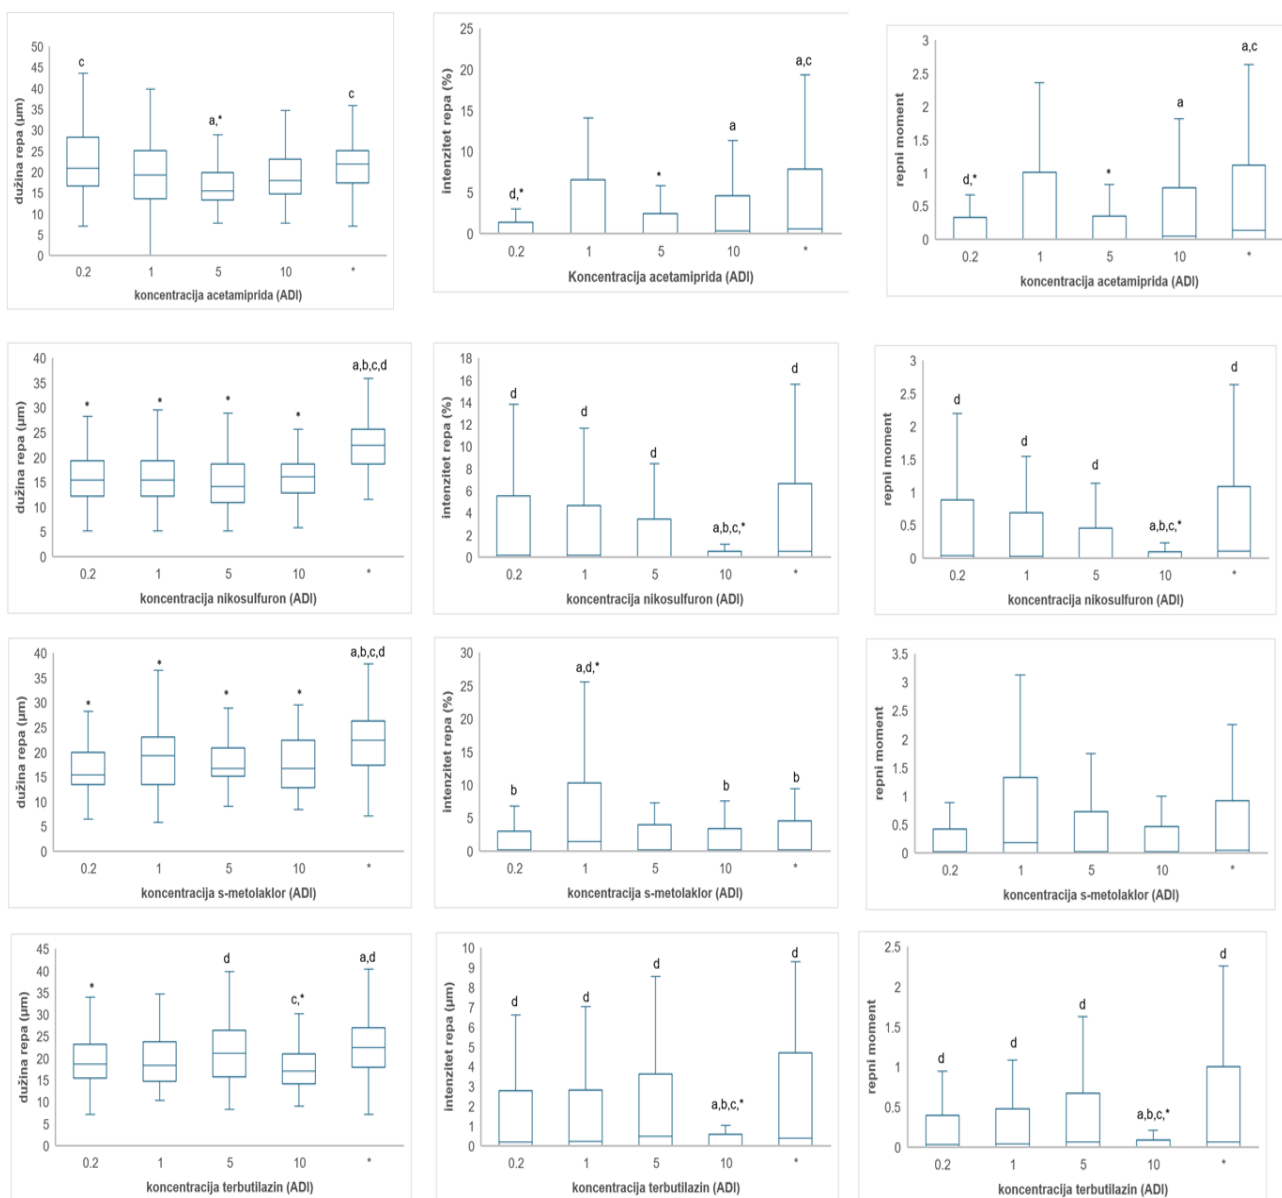 dužina repa (µm)
50
45
40
35
30
25
20
15
10
5
0
c
a,*
c
0.2 1 5 10 *
koncentracija acetamiprida (ADI)
intenzitet repa (%)
25
20
15
10
5
0
d,*
*
a
a,c
0.2 1 5 10 *
Koncentracija acetamiprida (ADI)
repni moment
3
2.5
2
1.5
1
0.5
0
d,*
*
a
a,c
0.2 1 5 10 *
koncentracija acetamiprida (ADI)
dužina repa (µm)
40
35
30
25
20
15
10
5
0
* * * * a,b,c,d
0.2 1 5 10 *
koncentracija nikosulfuron (ADI)
intenzitet repa (%)
18
16
14
12
10
8
6
4
2
0
d
d
d
a,b,c,*
d
0.2 1 5 10 *
koncentracija nikosulfuron (ADI)
repni moment
3
2.5
2
1.5
1
0.5
0
d
d
d
a,b,c,*
d
0.2 1 5 10 *
koncentracija nikosulfuron (ADI)
dužina repa (µm)
40
35
30
25
20
15
10
5
0
* * * * a,b,c,d
0.2 1 5 10 *
koncentracija s-metolaklor (ADI)
intenzitet repa (%)
30
25
20
15
10
5
0
b
a,d,*
b
b
0.2 1 5 10 *
koncentracija s-metolaklor (ADI)
repni moment
3.5
3
2.5
2
1.5
1
0.5
0
0.2 1 5 10 *
koncentracija s-metolaklor (ADI)
dužina repa (µm)
45
40
35
30
25
20
15
10
5
0
*
d
c,*
a,d
0.2 1 5 10 *
koncentracija terbutilazin (ADI)
intenzitet repa (µm)
10
9
8
7
6
5
4
3
2
1
0
d
d
d
a,b,c,*
d
0.2 1 5 10 *
koncentracija terbutilazin (ADI)
repni moment
2.5
2
1.5
1
0.5
0
d
d
d
a,b,c,*
d
0.2 1 5 10 *
koncentracija terbutilazin (ADI)